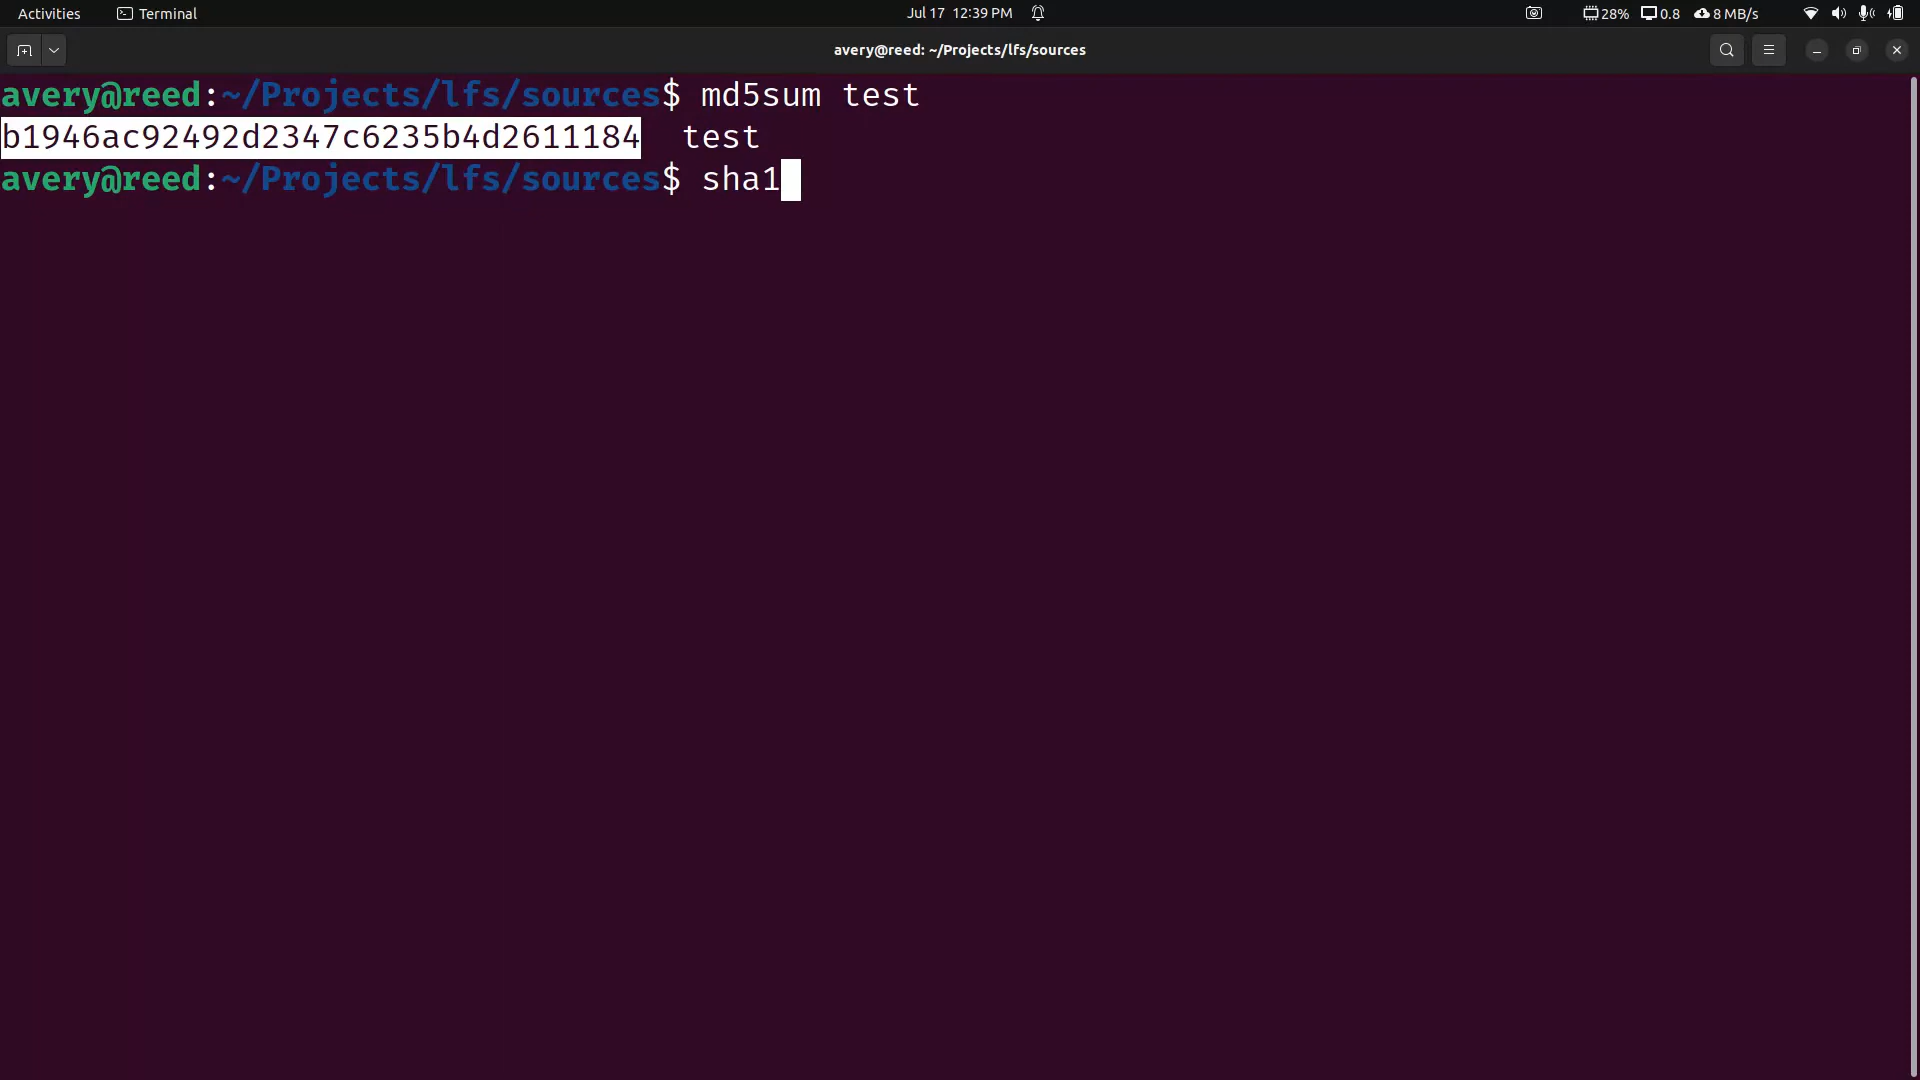 Activities Terminal Jul 17 12:39 PM 28% 0.8 8 MB/s
avery@reed: ~/Projects/lfs/sources
avery@reed:~/Projects/lfs/sources$ md5sum test
b1946ac92492d2347c6235b4d2611184  test
avery@reed:~/Projects/lfs/sources$ sha1